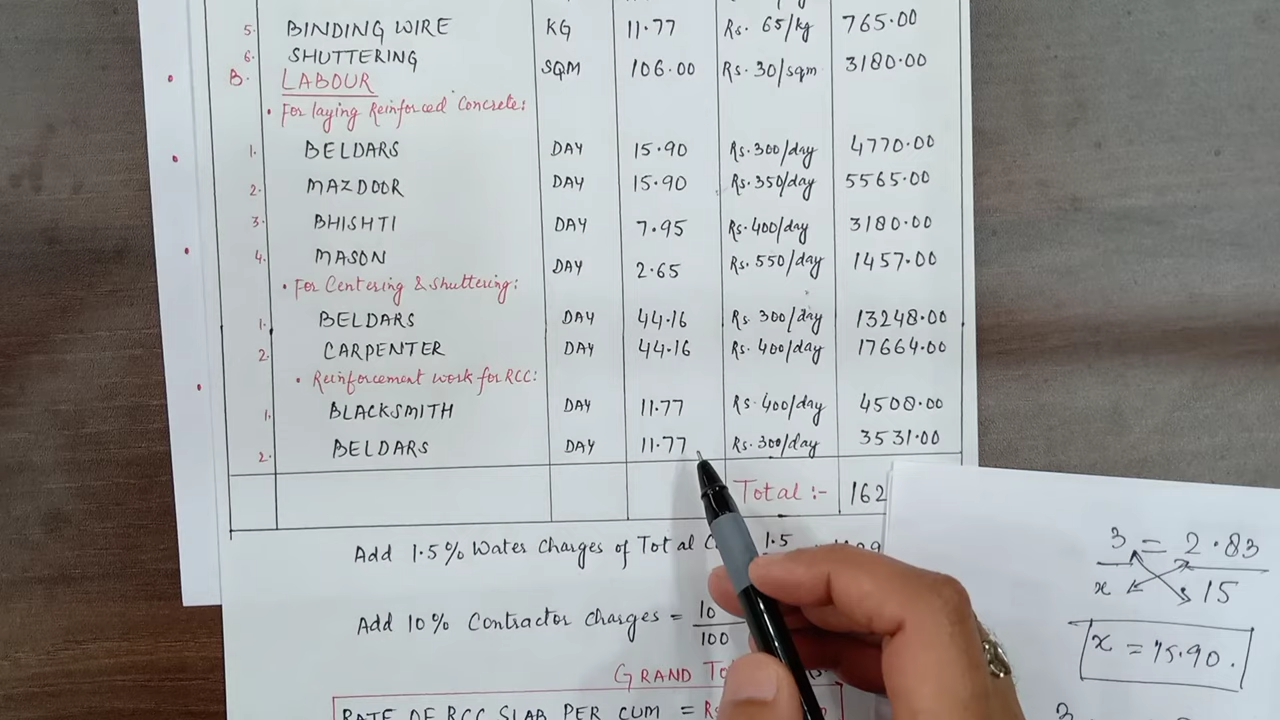 5. BINDING WIRE KG 11.77 Rs. 65/kg 765.00
6. SHUTTERING SQM 106.00 Rs. 30/sqm 3180.00
B. LABOUR
• For laying Reinforced Concrete:
1. BELDARS DAY 15.90 Rs. 300/day 4770.00
2. MAZDOOR DAY 15.90 Rs. 350/day 5565.00
3. BHISHTI DAY 7.95 Rs. 400/day 3180.00
4. MASON DAY 2.65 Rs. 550/day 1457.00
• For Centering & Shuttering:
1. BELDARS DAY 44.16 Rs. 300/day 13248.00
2. CARPENTER DAY 44.16 Rs. 400/day 17664.00
• Reinforcement work for RCC:
1. BLACKSMITH DAY 11.77 Rs. 400/day 4508.00
2. BELDARS DAY 11.77 Rs. 300/day 3531.00
Total :- 162
Add 1.5% Water Charges of Total 1.5
Add 10% Contractor Charges = 10
100
GRAND
RATE OF RCC SLAB PER CUM =
3 = 2.83
x 15
x = 15.90.